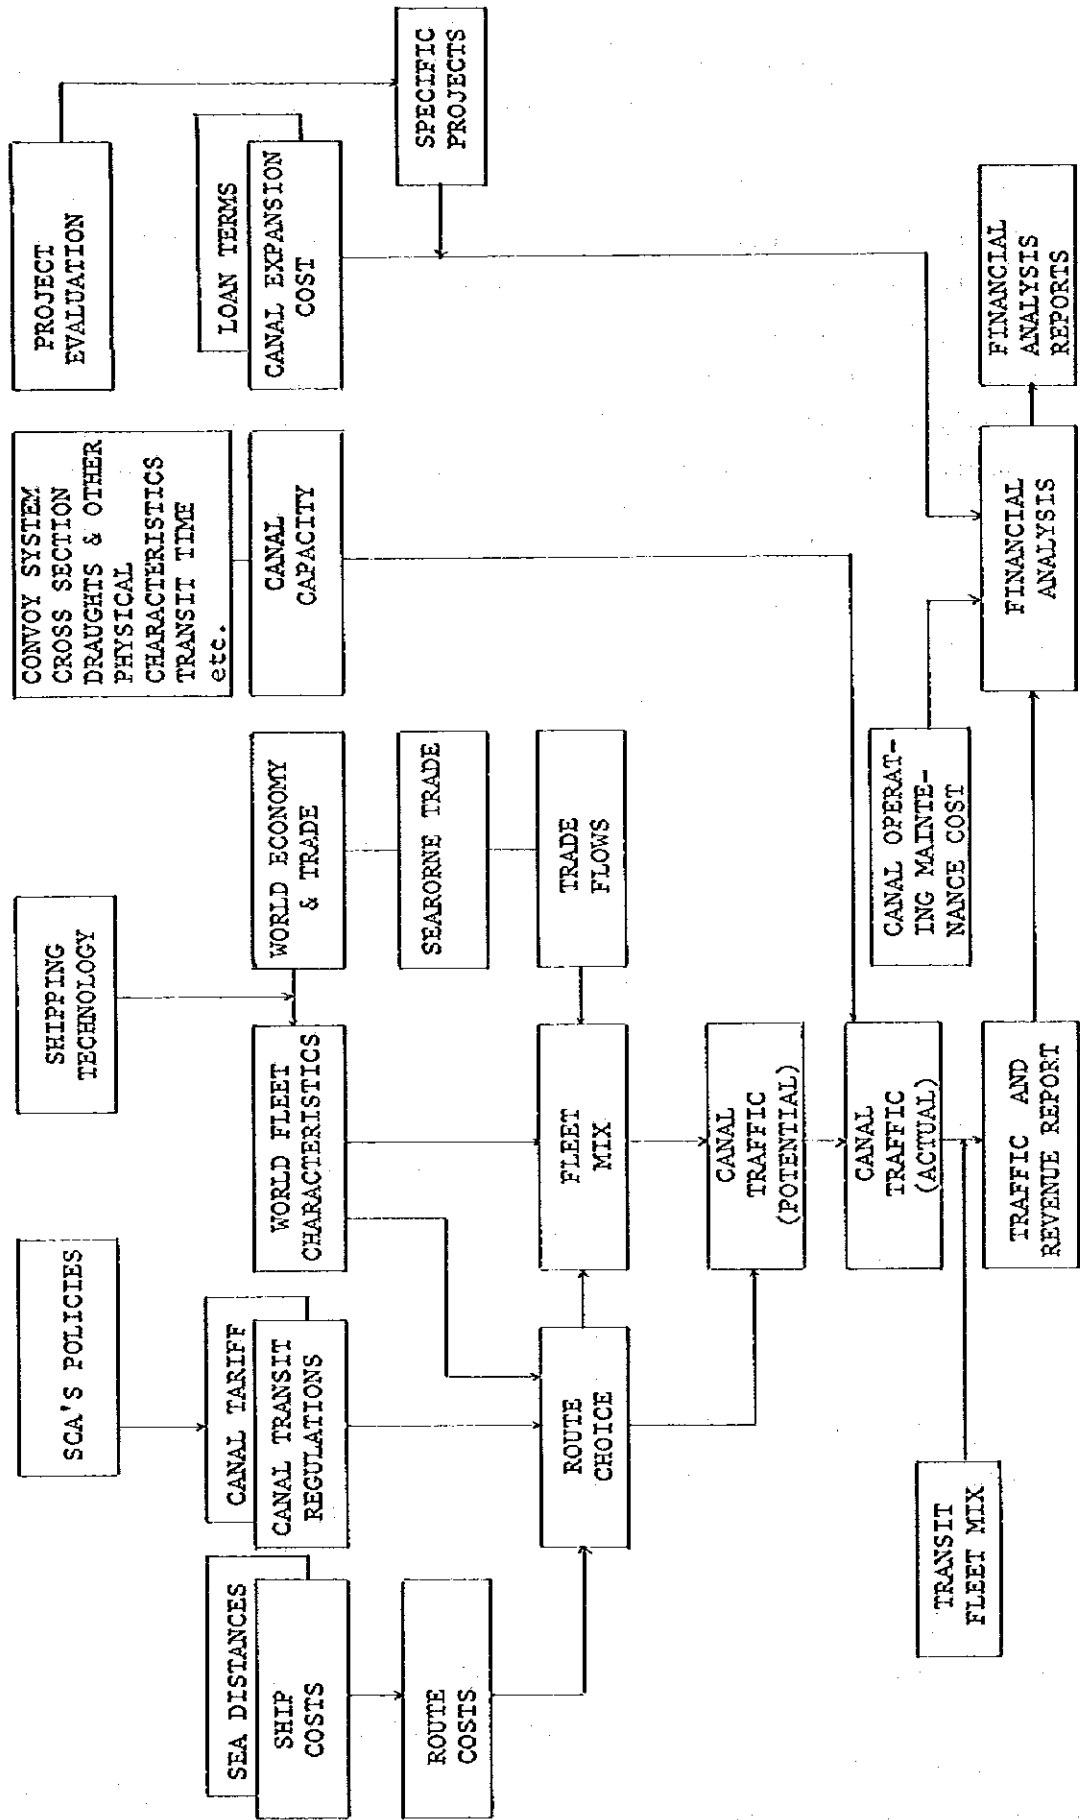 SCA'S POLICIES
SHIPPING
TECHNOLOGY
CONVOY SYSTEM
CROSS SECTION
DRAUGHTS & OTHER
PHYSICAL
CHARACTERISTICS
TRANSIT TIME
etc.
PROJECT
EVALUATION
SEA DISTANCES
SHIP
COSTS
CANAL TARIFF
CANAL TRANSIT
REGULATIONS
WORLD FLEET
CHARACTERISTICS
WORLD ECONOMY
& TRADE
CANAL
CAPACITY
LOAN TERMS
CANAL EXPANSION
COST
ROUTE
COSTS
SEARORNE TRADE
SPECIFIC
PROJECTS
ROUTE
CHOICE
FLEET
MIX
TRADE
FLOWS
CANAL
TRAFFIC
(POTENTIAL)
CANAL
TRAFFIC
(ACTUAL)
CANAL OPERAT-
ING MAINTE-
NANCE COST
TRANSIT
FLEET MIX
TRAFFIC AND
REVENUE REPORT
FINANCIAL
ANALYSIS
FINANCIAL
ANALYSIS
REPORTS